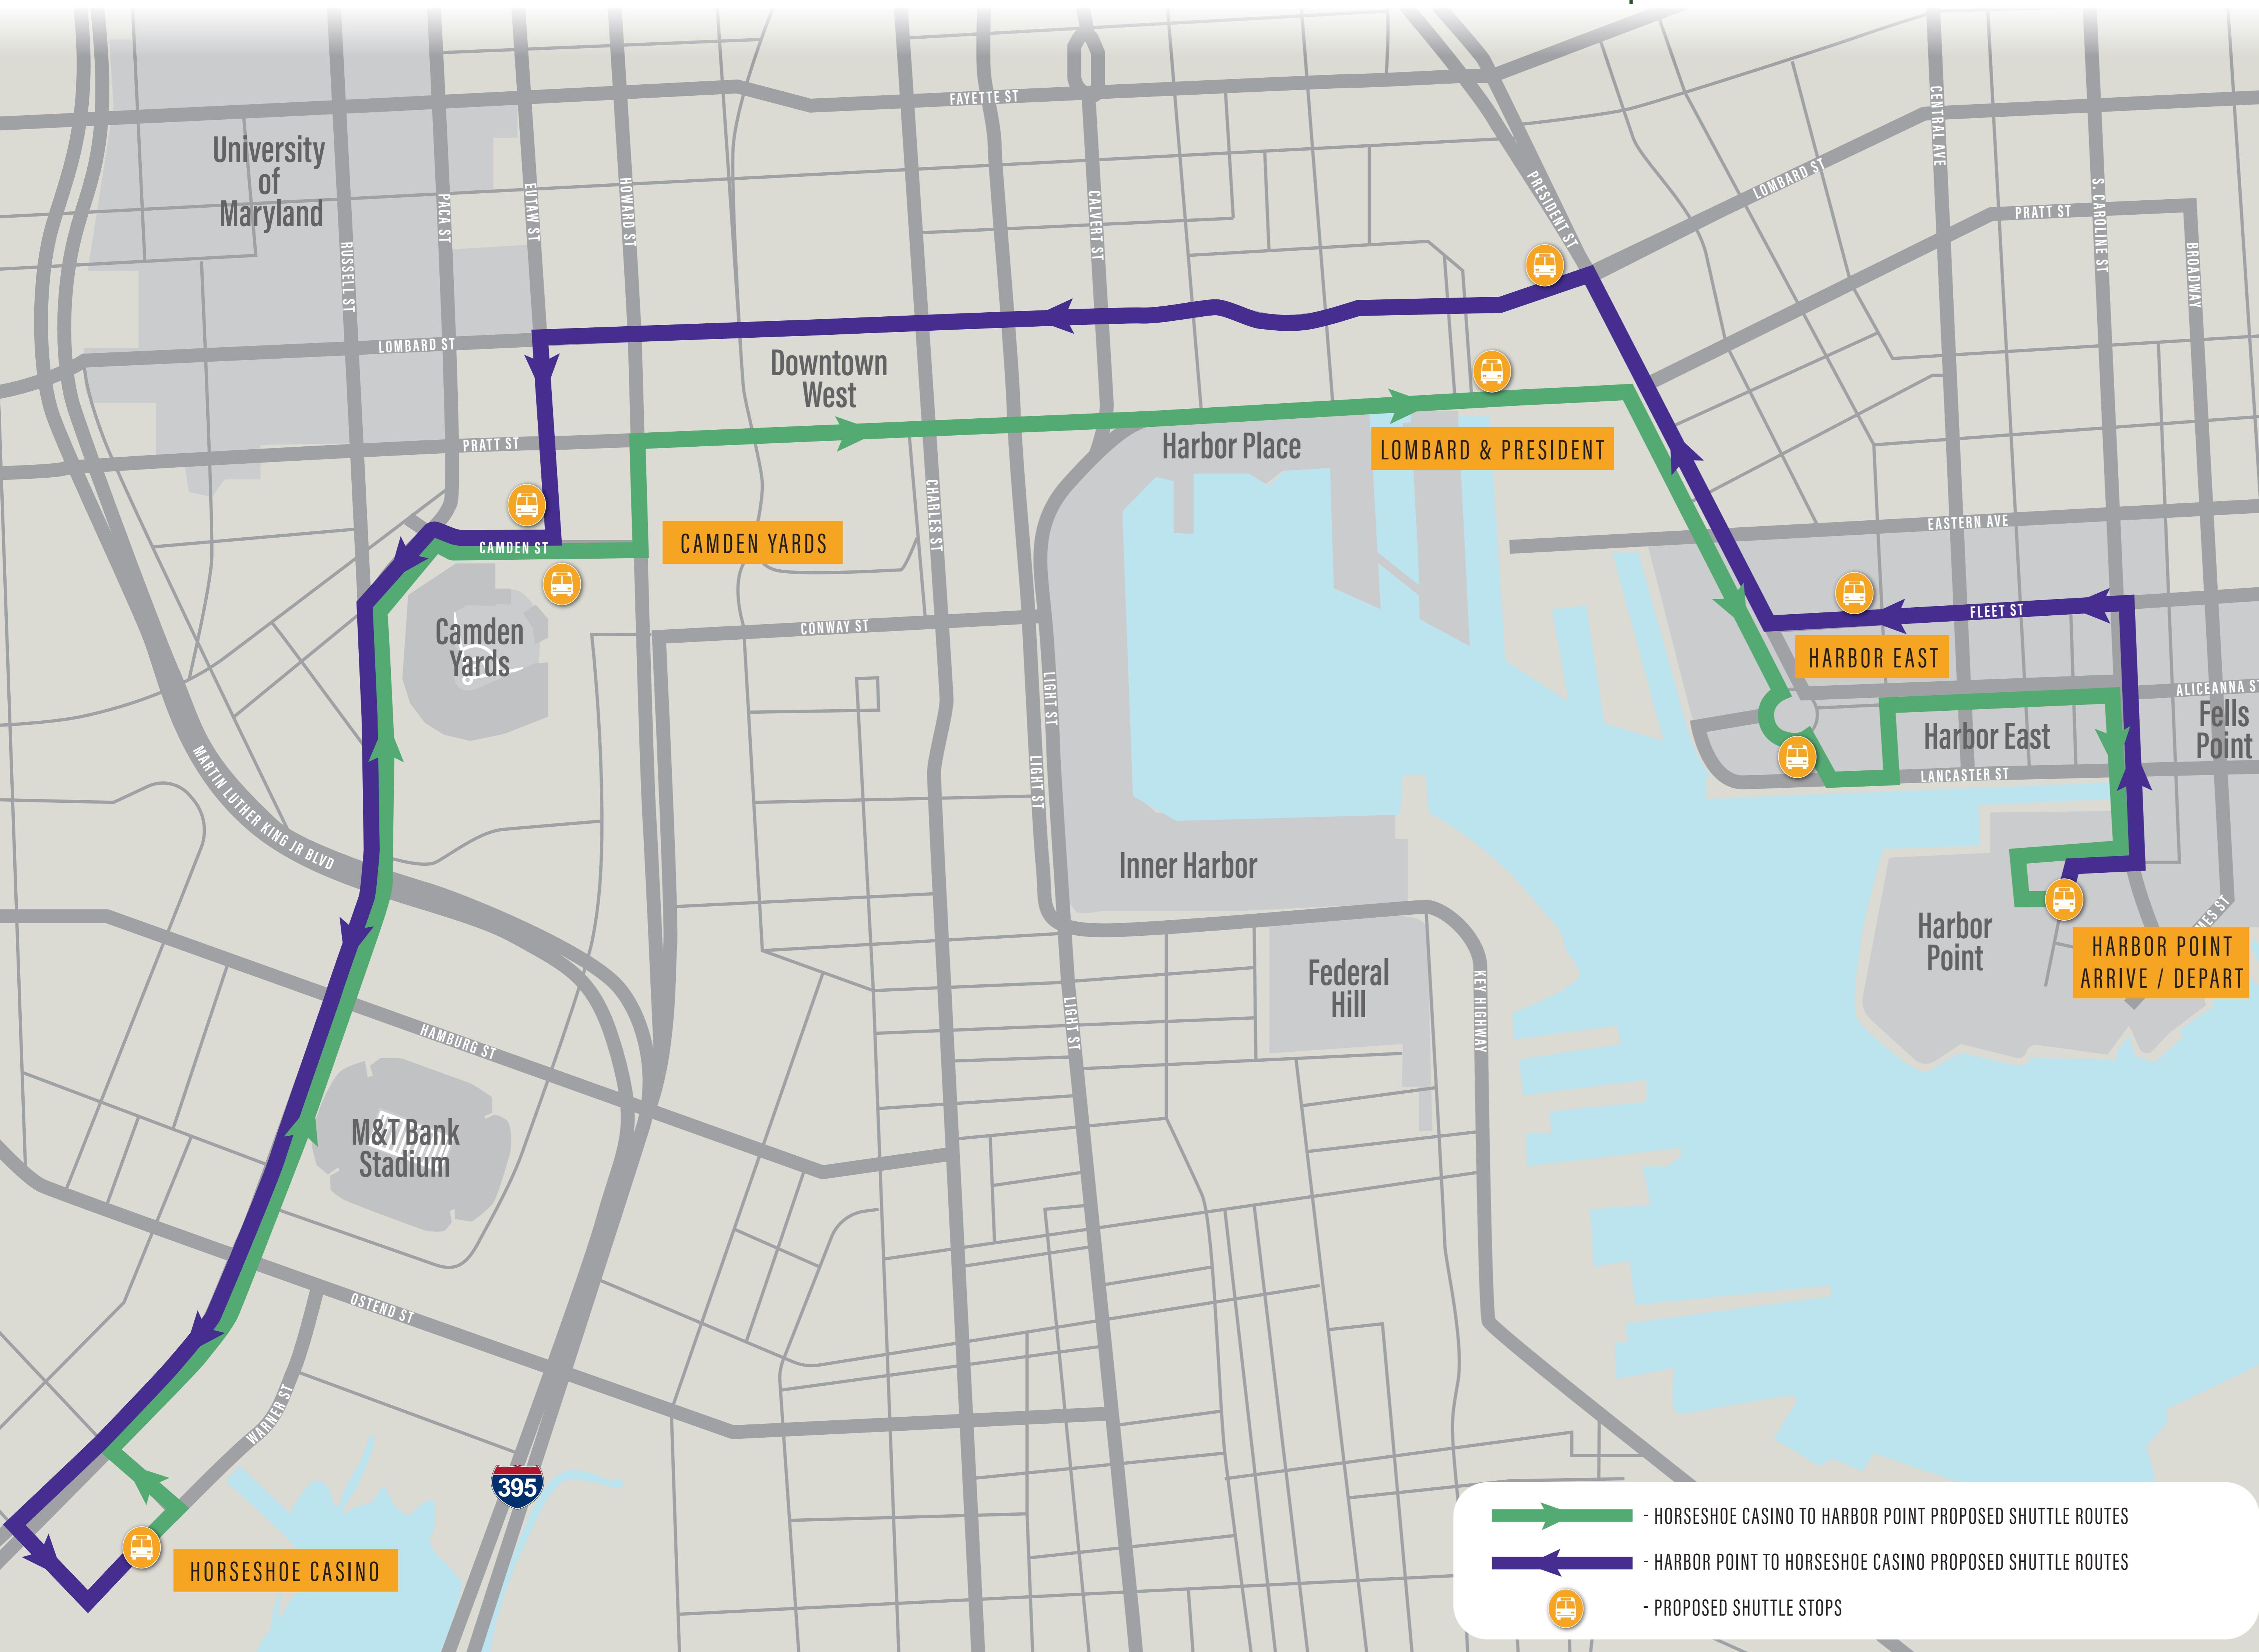 FAYETTE ST
CENTRAL AVE
University
of
Maryland
PACA ST
EUTAW ST
HOWARD ST
CALVERT ST
PRESIDENT ST
LOMBARD ST
S. CAROLINE ST
PRATT ST
RUSSELL ST
BROADWAY
LOMBARD ST
Downtown
West
PRATT ST
Harbor Place
LOMBARD & PRESIDENT
CHARLES ST
EASTERN AVE
CAMDEN ST
CAMDEN YARDS
FLEET ST
CONWAY ST
Camden
Yards
HARBOR EAST
LIGHT ST
ALICEANNA ST
Fells
Point
Harbor East
LANCASTER ST
MARTIN LUTHER KING JR BLVD
LIGHT ST
Inner Harbor
Harbor
Point
HARBOR POINT
ARRIVE / DEPART
Federal
Hill
KEY HIGHWAY
LIGHT ST
HAMBURG ST
M&T Bank
Stadium
OSTEND ST
WARNER ST
395
HORSESHOE CASINO
- HORSESHOE CASINO TO HARBOR POINT PROPOSED SHUTTLE ROUTES
- HARBOR POINT TO HORSESHOE CASINO PROPOSED SHUTTLE ROUTES
- PROPOSED SHUTTLE STOPS